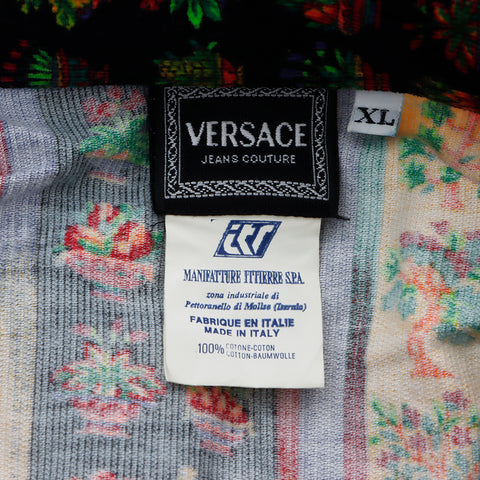 VERSACE
JEANS COUTURE
XL
ITT
MANIFATTURE ITTIERRE S.P.A.
zona industriale di
Pettoranello di Molise (Isernia)
FABRIQUE EN ITALIE
MADE IN ITALY
100% COTONE-COTON
COTTON-BAUMWOLLE